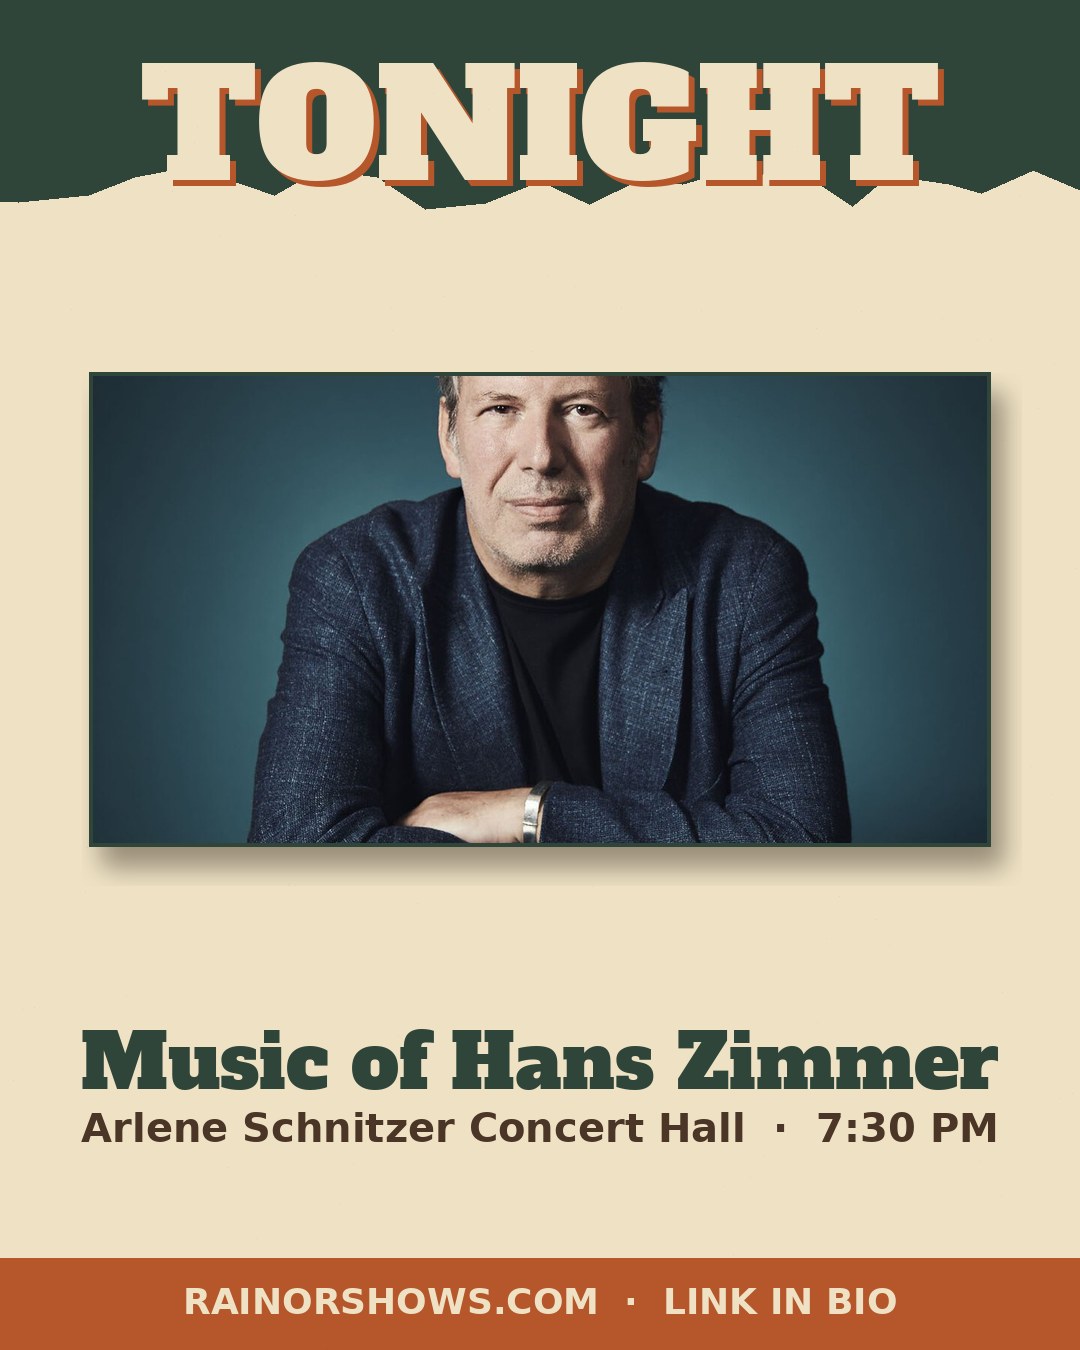 TONIGHT
Music of Hans Zimmer
Arlene Schnitzer Concert Hall · 7:30 PM
RAINORSHOWS.COM · LINK IN BIO